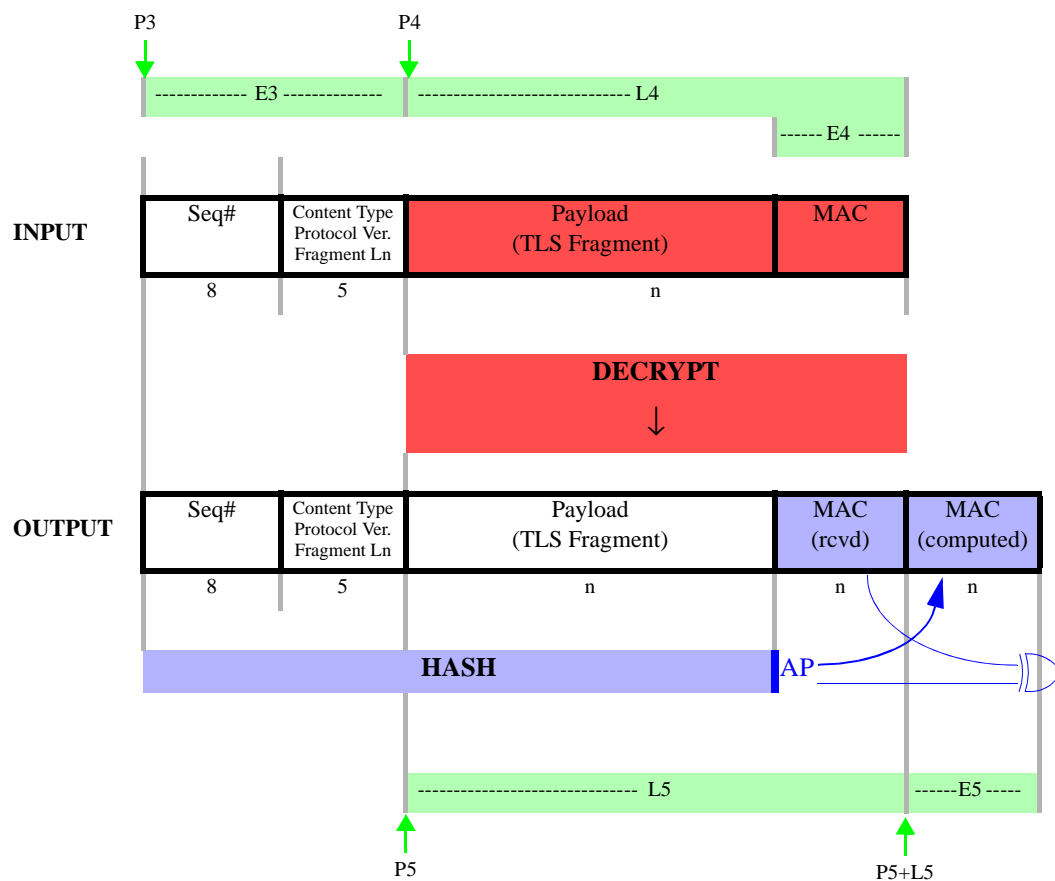 P3 P4
------------- E3 --------------
----------------------------- L4
------ E4 ------
INPUT
Seq#
Content Type
Protocol Ver.
Fragment Ln
Payload
(TLS Fragment)
MAC
8 5 n
DECRYPT
↓
OUTPUT
Seq#
Content Type
Protocol Ver.
Fragment Ln
Payload
(TLS Fragment)
MAC
(rcvd)
MAC
(computed)
8 5 n n n
HASH
AP
------------------------------ L5
------E5 -----
P5 P5+L5